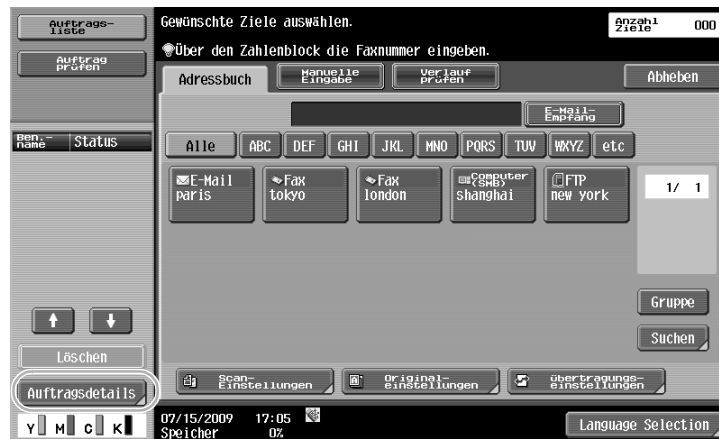 Auftrags-
liste
Auftrag
prüfen
Ben.-
name
Status
Löschen
Auftragsdetails
Y M C K
Gewünschte Ziele auswählen.
Anzahl
Ziele
000
Über den Zahlenblock die Faxnummer eingeben.
Adressbuch
Manuelle
Eingabe
Verlauf
prüfen
Abheben
E-Mail-
Empfang
Alle ABC DEF GHI JKL MNO PQRS TUV WXYZ etc
E-Mail
paris
Fax
tokyo
Fax
london
Computer
(SMB)
shanghai
FTP
new york
1/ 1
Gruppe
Suchen
Scan-
Einstellungen
Original-
einstellungen
übertragungs-
einstellungen
07/15/2009 17:05
Speicher 0%
Language Selection